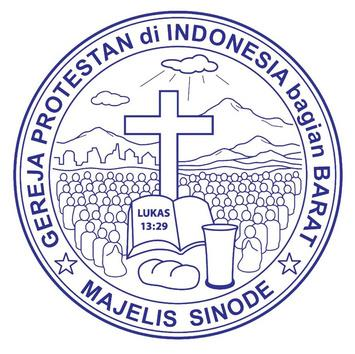 GEREJA PROTESTAN di INDONESIA bagian BARAT
LUKAS
13:29
MAJELIS SINODE